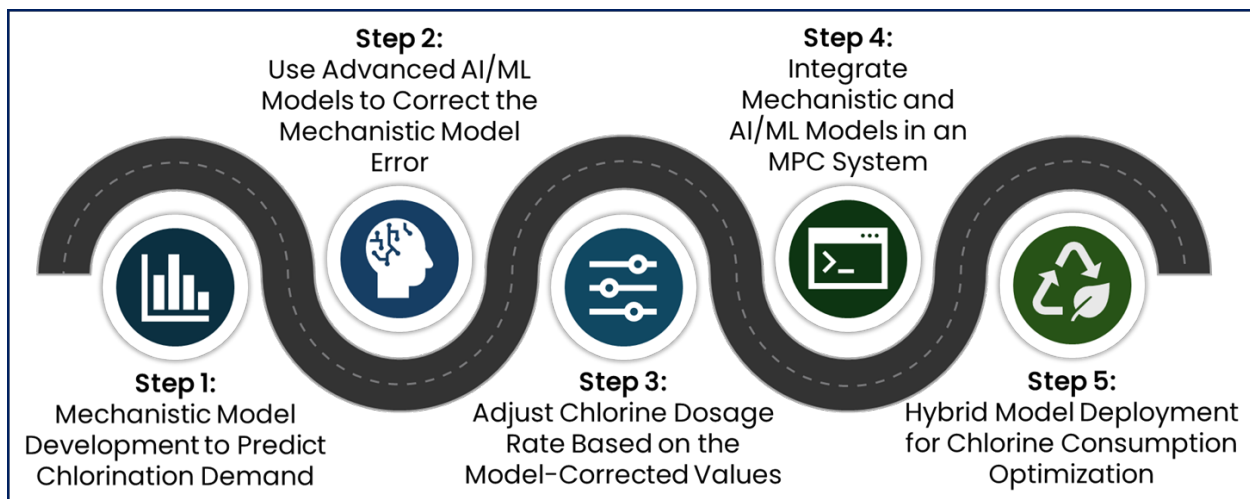 Step 1:
Mechanistic Model
Development to Predict
Chlorination Demand
Step 2:
Use Advanced AI/ML
Models to Correct the
Mechanistic Model
Error
Step 3:
Adjust Chlorine Dosage
Rate Based on the
Model-Corrected Values
Step 4:
Integrate
Mechanistic and
AI/ML Models in an
MPC System
Step 5:
Hybrid Model Deployment
for Chlorine Consumption
Optimization